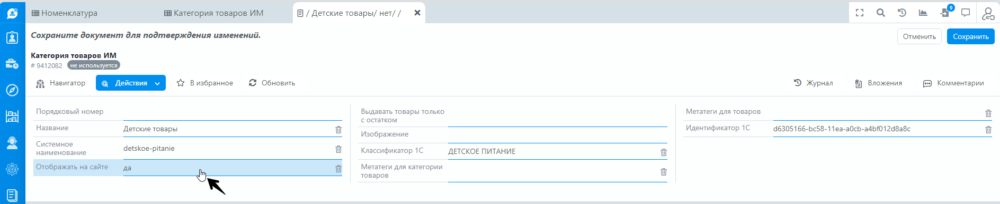 Номенклатура
Категория товаров ИМ
/ Детские товары/ нет/ /
9
Сохраните документ для подтверждения изменений.
Отменить
Сохранить
Категория товаров ИМ
# 9412082
не используется
Навигатор
Действия
В избранное
Обновить
Журнал
Вложения
Комментарии
Порядковый номер
Название
Детские товары
Системное
наименование
detskoe-pitanie
Отображать на сайте
да
Выдавать товары только
с остатком
Изображение
Классификатор 1С
ДЕТСКОЕ ПИТАНИЕ
Метатеги для категории
товаров
Метатеги для товаров
Идентификатор 1С
d6305166-bc58-11ea-a0cb-a4bf012d8a8c